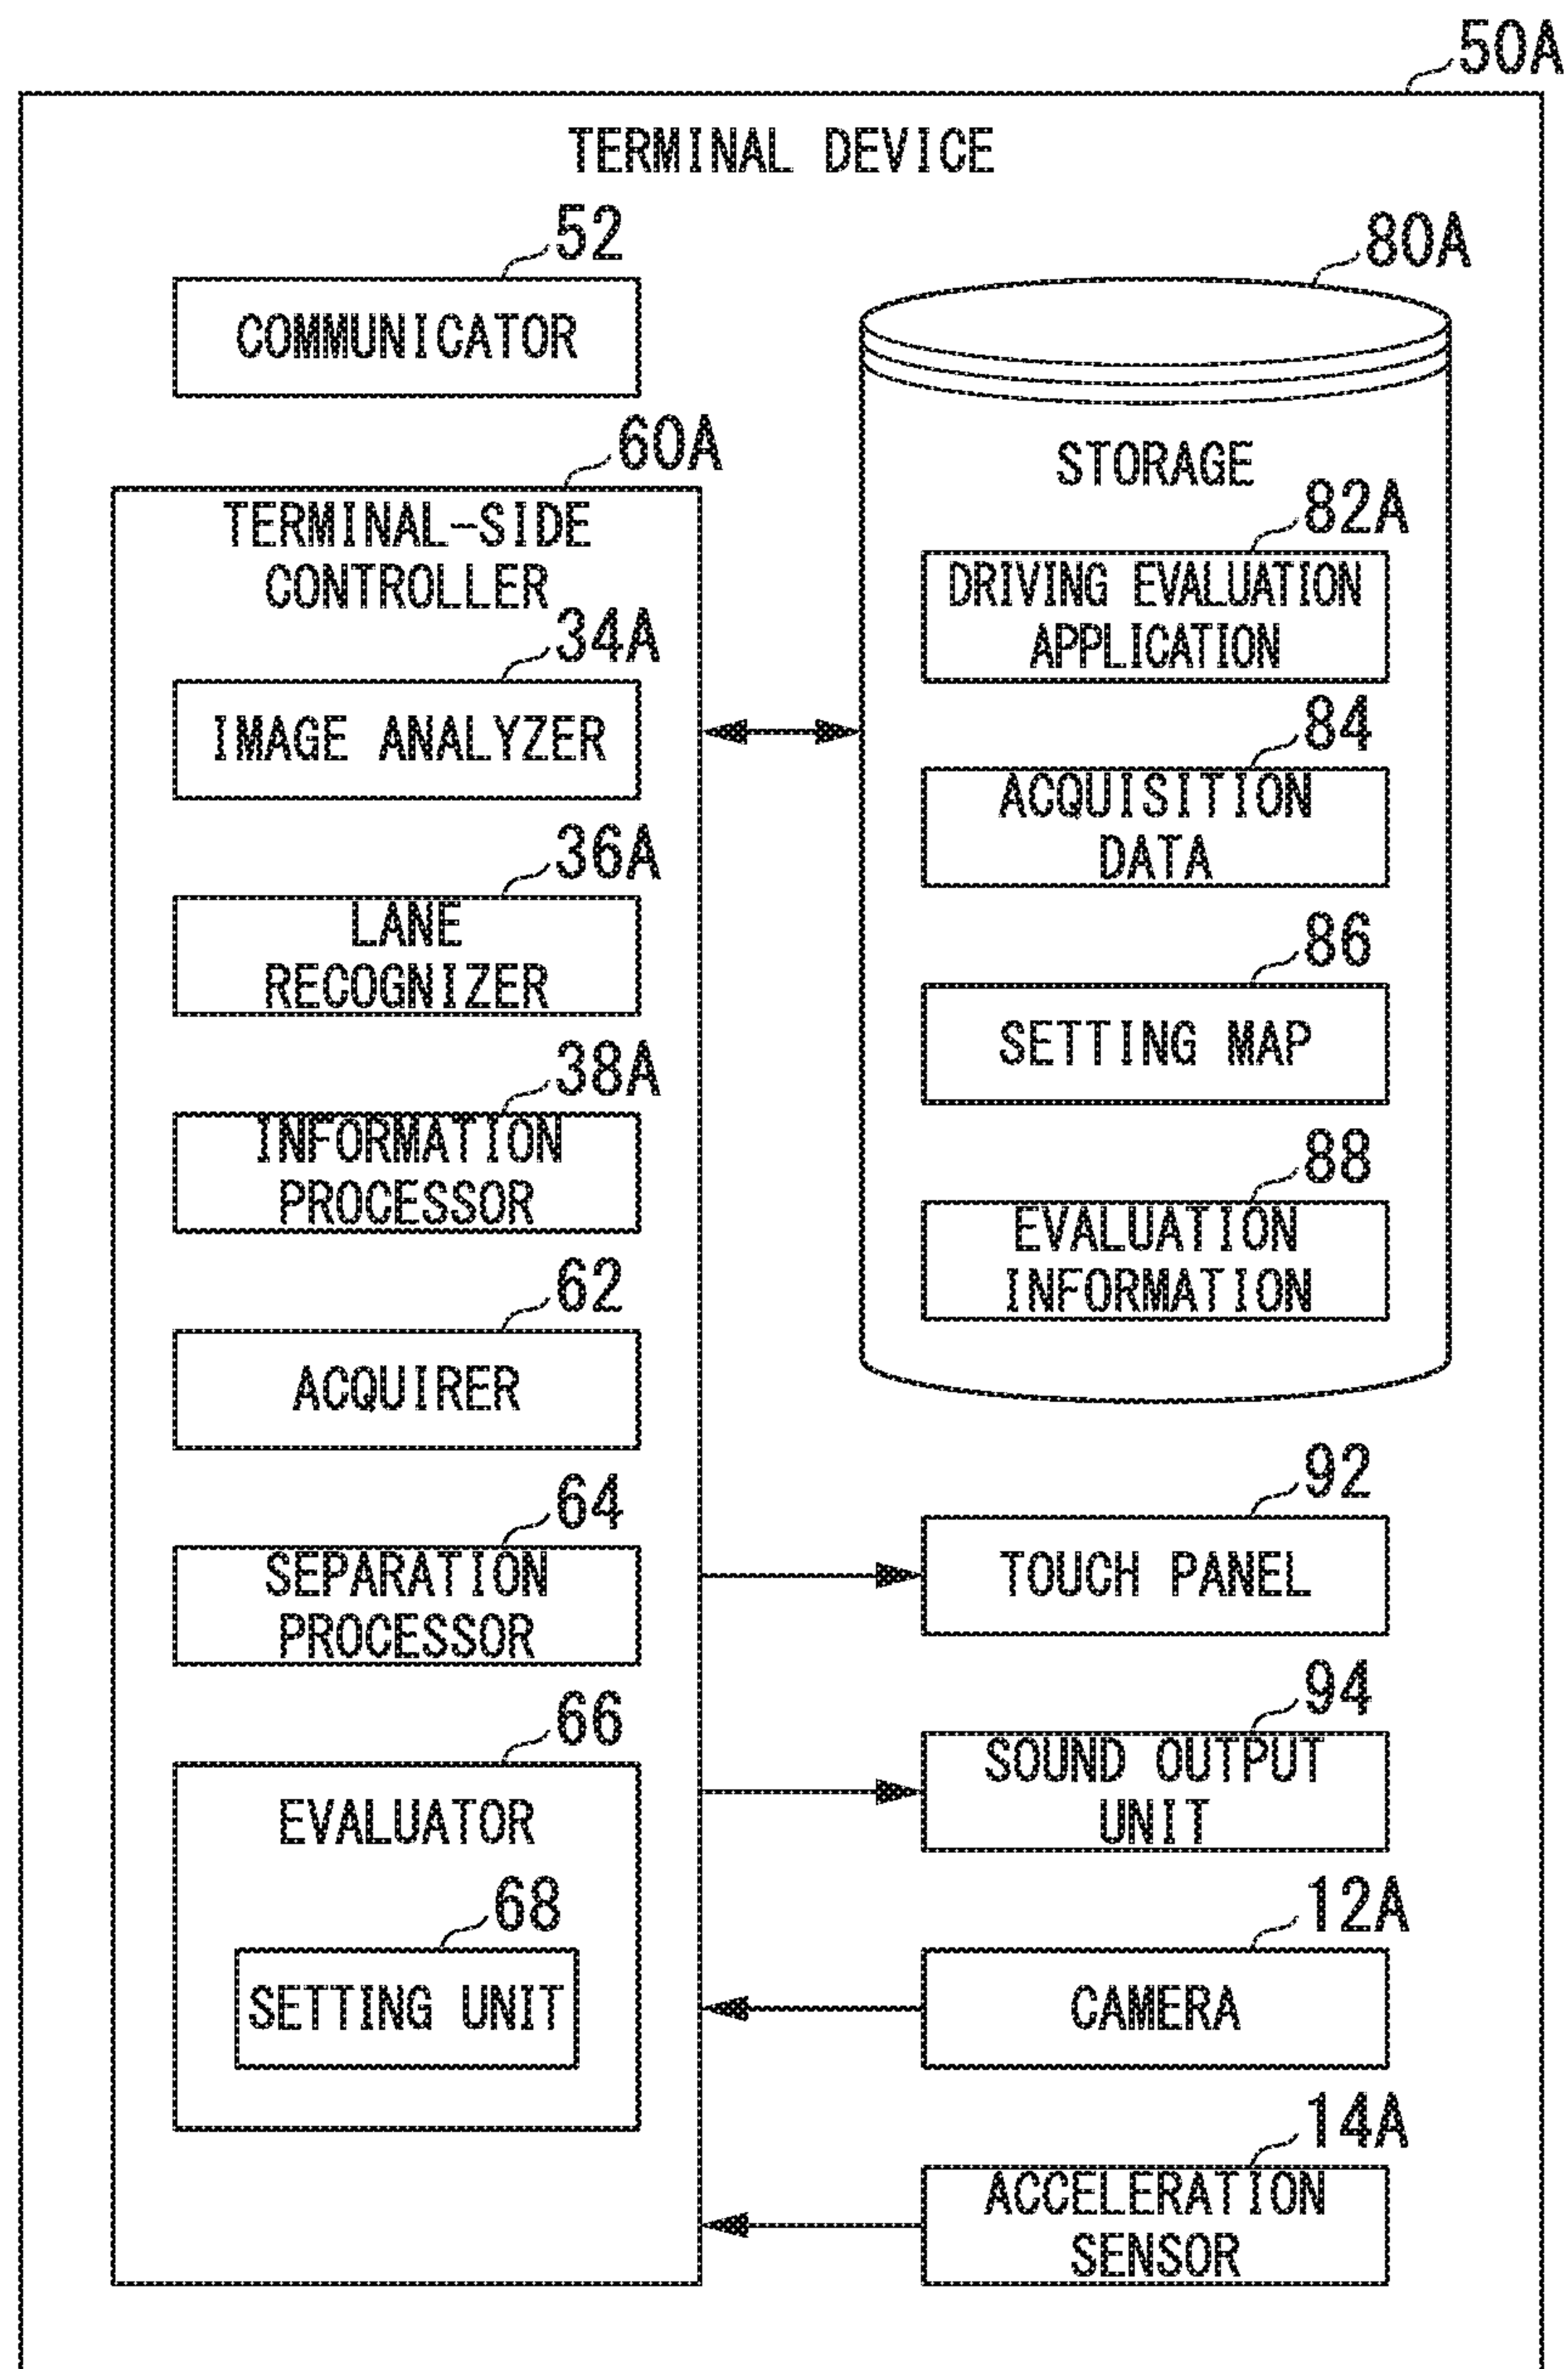 50A
TERMINAL DEVICE
52
COMMUNICATOR
60A
TERMINAL-SIDE
CONTROLLER
34A
IMAGE ANALYZER
36A
LANE
RECOGNIZER
38A
INFORMATION
PROCESSOR
62
ACQUIRER
64
SEPARATION
PROCESSOR
66
EVALUATOR
68
SETTING UNIT
80A
STORAGE
82A
DRIVING EVALUATION
APPLICATION
84
ACQUISITION
DATA
86
SETTING MAP
88
EVALUATION
INFORMATION
92
TOUCH PANEL
94
SOUND OUTPUT
UNIT
12A
CAMERA
14A
ACCELERATION
SENSOR